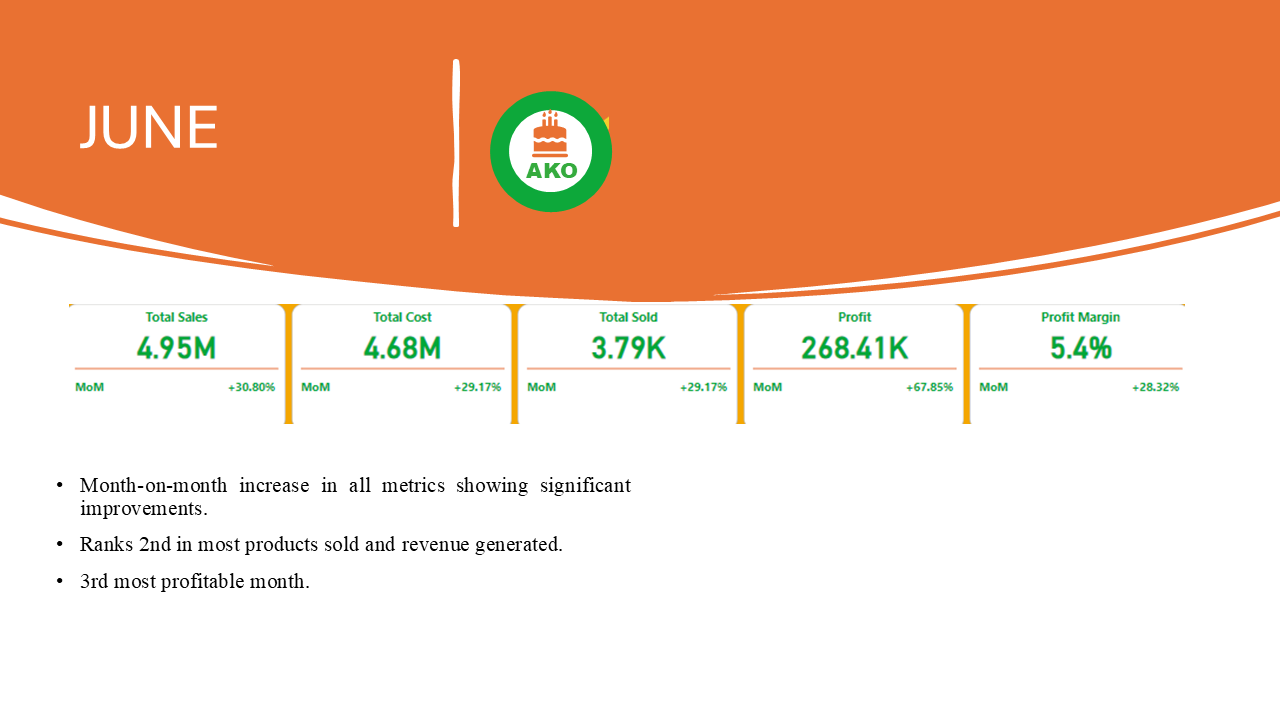 JUNE
AKO
Total Sales
4.95M
MoM +30.80%
Total Cost
4.68M
MoM +29.17%
Total Sold
3.79K
MoM +29.17%
Profit
268.41K
MoM +67.85%
Profit Margin
5.4%
MoM +28.32%
• Month-on-month increase in all metrics showing significant
improvements.
• Ranks 2nd in most products sold and revenue generated.
• 3rd most profitable month.